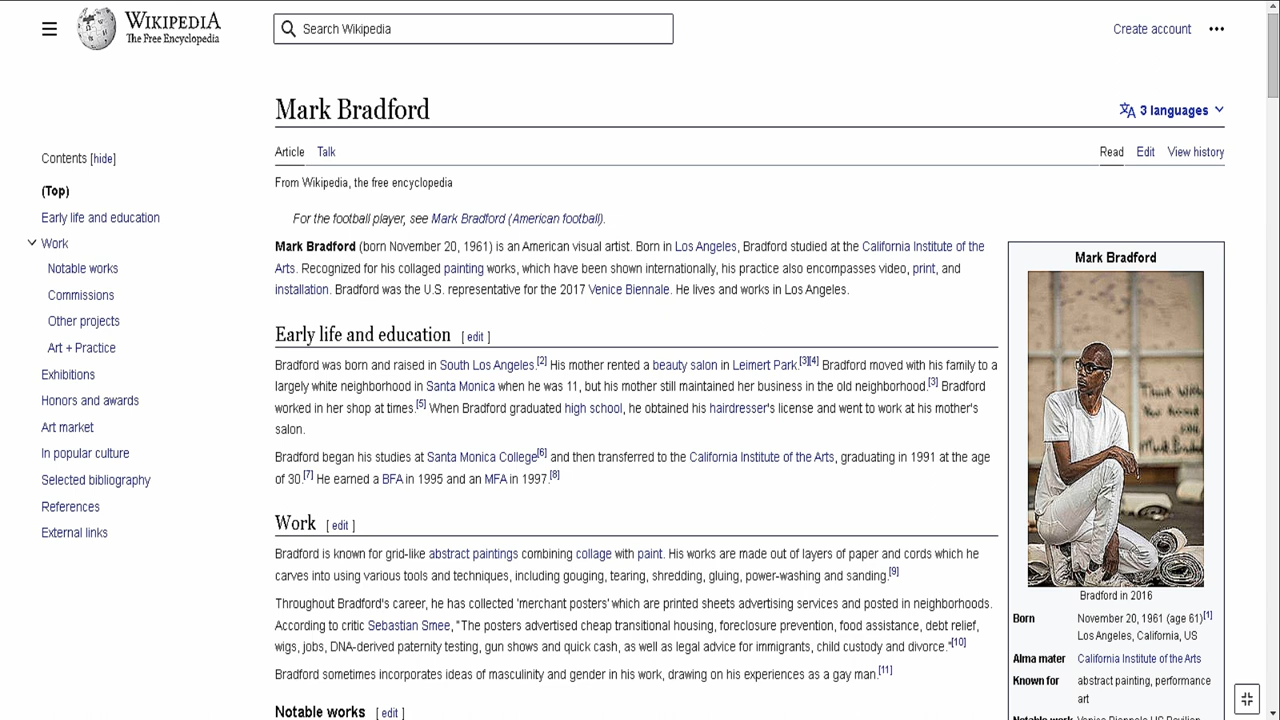 WIKIPEDIA
The Free Encyclopedia
Search Wikipedia
Create account
Mark Bradford
3 languages
Article Talk
Read Edit View history
From Wikipedia, the free encyclopedia
Contents [hide]
(Top)
Early life and education
Work
Notable works
Commissions
Other projects
Art + Practice
Exhibitions
Honors and awards
Art market
In popular culture
Selected bibliography
References
External links
For the football player, see Mark Bradford (American football).
Mark Bradford (born November 20, 1961) is an American visual artist. Born in Los Angeles, Bradford studied at the California Institute of the
Arts. Recognized for his collaged painting works, which have been shown internationally, his practice also encompasses video, print, and
installation. Bradford was the U.S. representative for the 2017 Venice Biennale. He lives and works in Los Angeles.
Early life and education [ edit ]
Bradford was born and raised in South Los Angeles.[2] His mother rented a beauty salon in Leimert Park.[3][4] Bradford moved with his family to a
largely white neighborhood in Santa Monica when he was 11, but his mother still maintained her business in the old neighborhood.[3] Bradford
worked in her shop at times.[5] When Bradford graduated high school, he obtained his hairdresser's license and went to work at his mother's
salon.
Bradford began his studies at Santa Monica College[6] and then transferred to the California Institute of the Arts, graduating in 1991 at the age
of 30.[7] He earned a BFA in 1995 and an MFA in 1997.[8]
Work [ edit ]
Bradford is known for grid-like abstract paintings combining collage with paint. His works are made out of layers of paper and cords which he
carves into using various tools and techniques, including gouging, tearing, shredding, gluing, power-washing and sanding.[9]
Throughout Bradford's career, he has collected 'merchant posters' which are printed sheets advertising services and posted in neighborhoods.
According to critic Sebastian Smee, "The posters advertised cheap transitional housing, foreclosure prevention, food assistance, debt relief,
wigs, jobs, DNA-derived paternity testing, gun shows and quick cash, as well as legal advice for immigrants, child custody and divorce."[10]
Bradford sometimes incorporates ideas of masculinity and gender in his work, drawing on his experiences as a gay man.[11]
Notable works [ edit ]
Mark Bradford
Bradford in 2016
Born November 20, 1961 (age 61)[1]
Los Angeles, California, US
Alma mater California Institute of the Arts
Known for abstract painting, performance
art
Notable work Venice Biennale US Pavilion